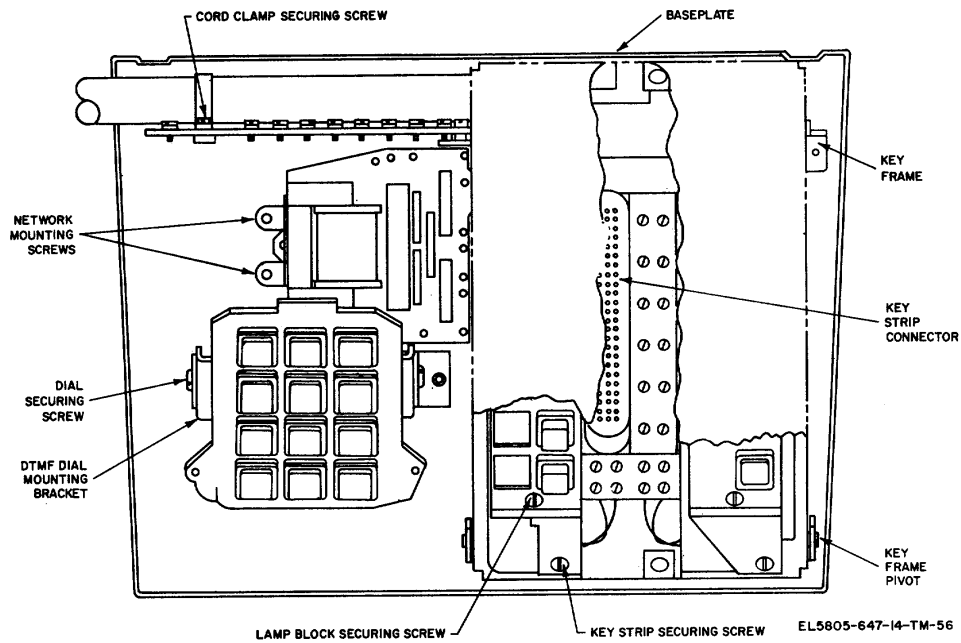 CORD CLAMP SECURING SCREW
BASEPLATE
KEY
FRAME
NETWORK
MOUNTING
SCREWS
KEY
STRIP
CONNECTOR
DIAL
SECURING
SCREW
DTMF DIAL
MOUNTING
BRACKET
KEY
FRAME
PIVOT
LAMP BLOCK SECURING SCREW
KEY STRIP SECURING SCREW
EL5805-647-14-TM-56